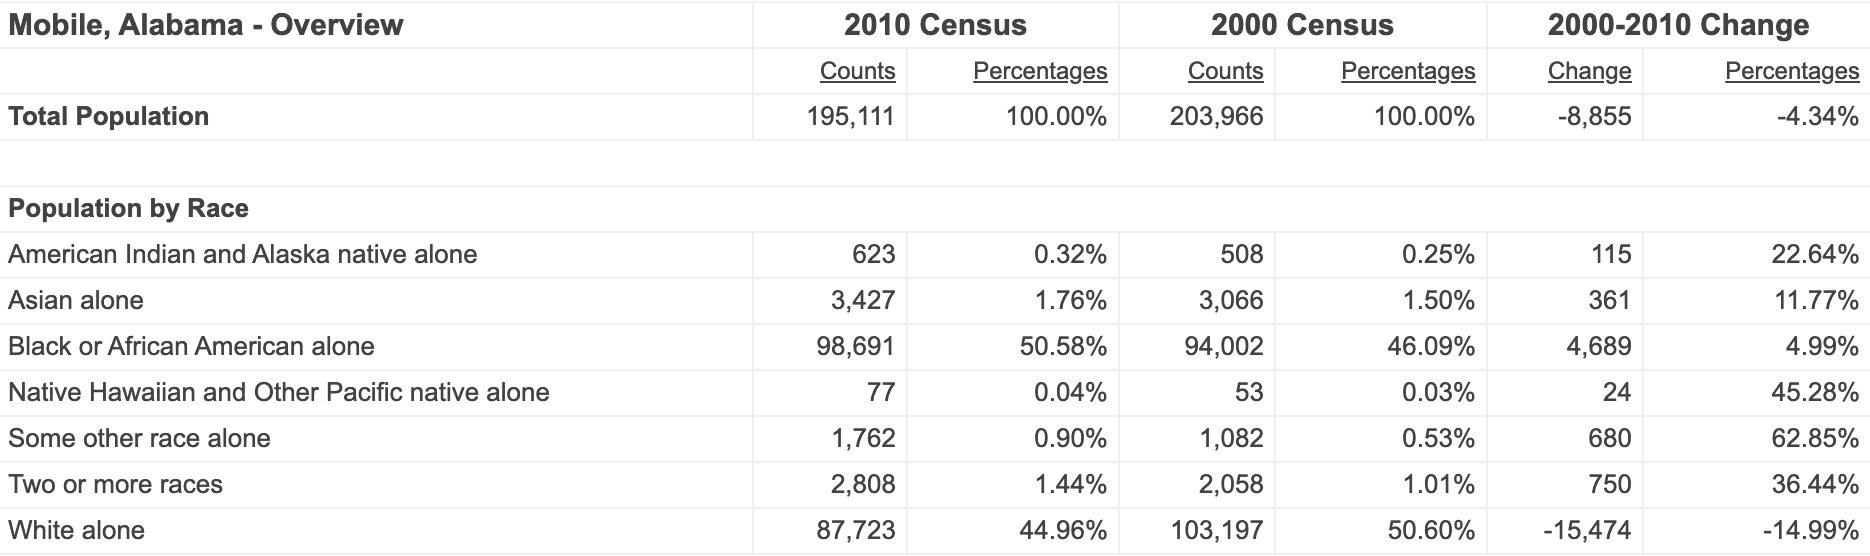 Mobile, Alabama - Overview 2010 Census 2000 Census 2000-2010 Change
Counts Percentages Counts Percentages Change Percentages
Total Population 195,111 100.00% 203,966 100.00% -8,855 -4.34%
Population by Race
American Indian and Alaska native alone 623 0.32% 508 0.25% 115 22.64%
Asian alone 3,427 1.76% 3,066 1.50% 361 11.77%
Black or African American alone 98,691 50.58% 94,002 46.09% 4,689 4.99%
Native Hawaiian and Other Pacific native alone 77 0.04% 53 0.03% 24 45.28%
Some other race alone 1,762 0.90% 1,082 0.53% 680 62.85%
Two or more races 2,808 1.44% 2,058 1.01% 750 36.44%
White alone 87,723 44.96% 103,197 50.60% -15,474 -14.99%